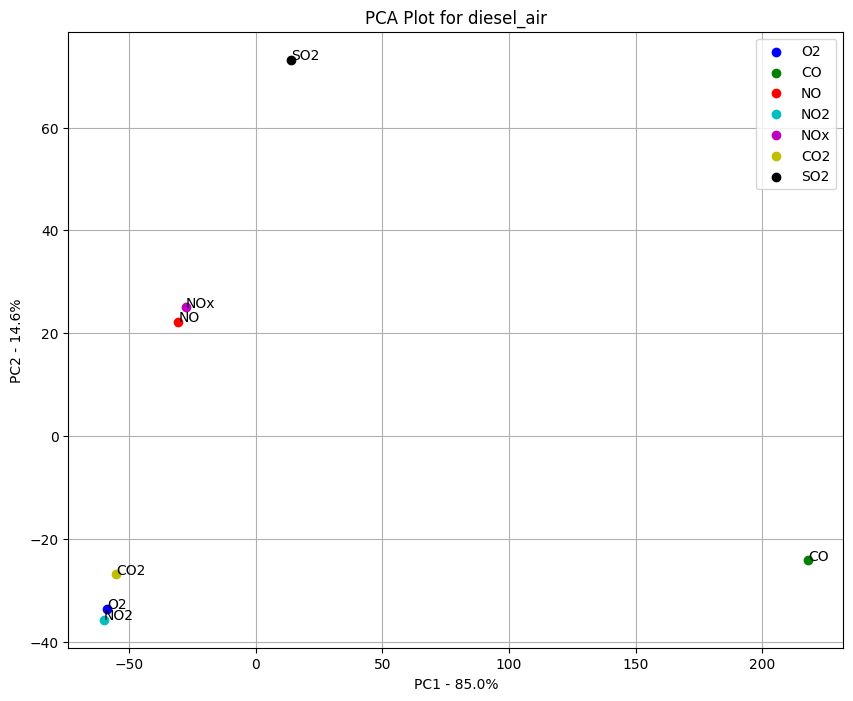 PCA Plot for diesel_air
SO2
O2
CO
NO
NO2
NOx
CO2
SO2
60
40
NOx
NO
20
PC2 - 14.6%
0
−20
CO
CO2
O2
NO2
−40
−50
0
50
100
150
200
PC1 - 85.0%